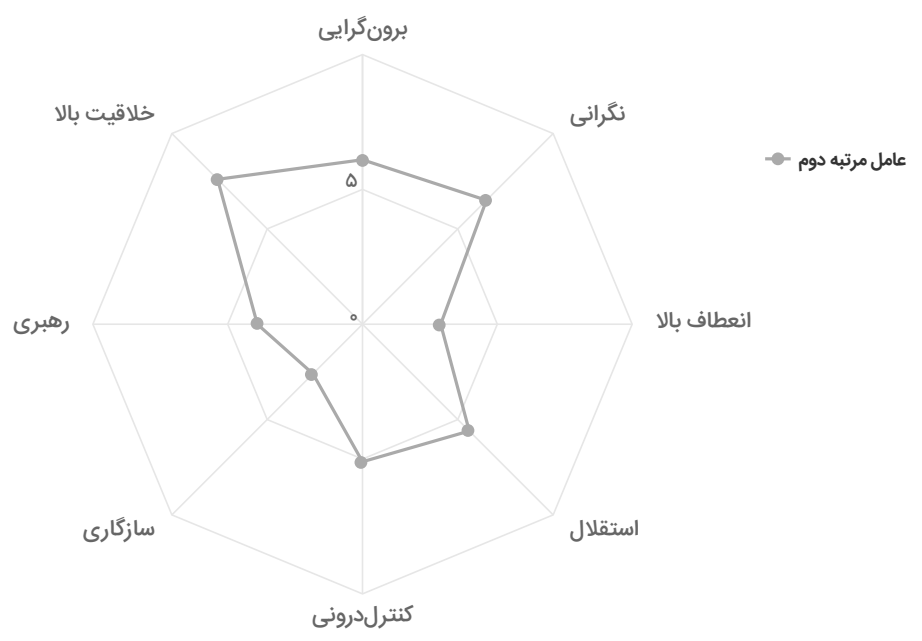 برون‌گرایی
نگرانی
خلاقیت بالا
عامل مرتبه دوم
۵
۰
انعطاف بالا
رهبری
استقلال
سازگاری
کنترل‌درونی